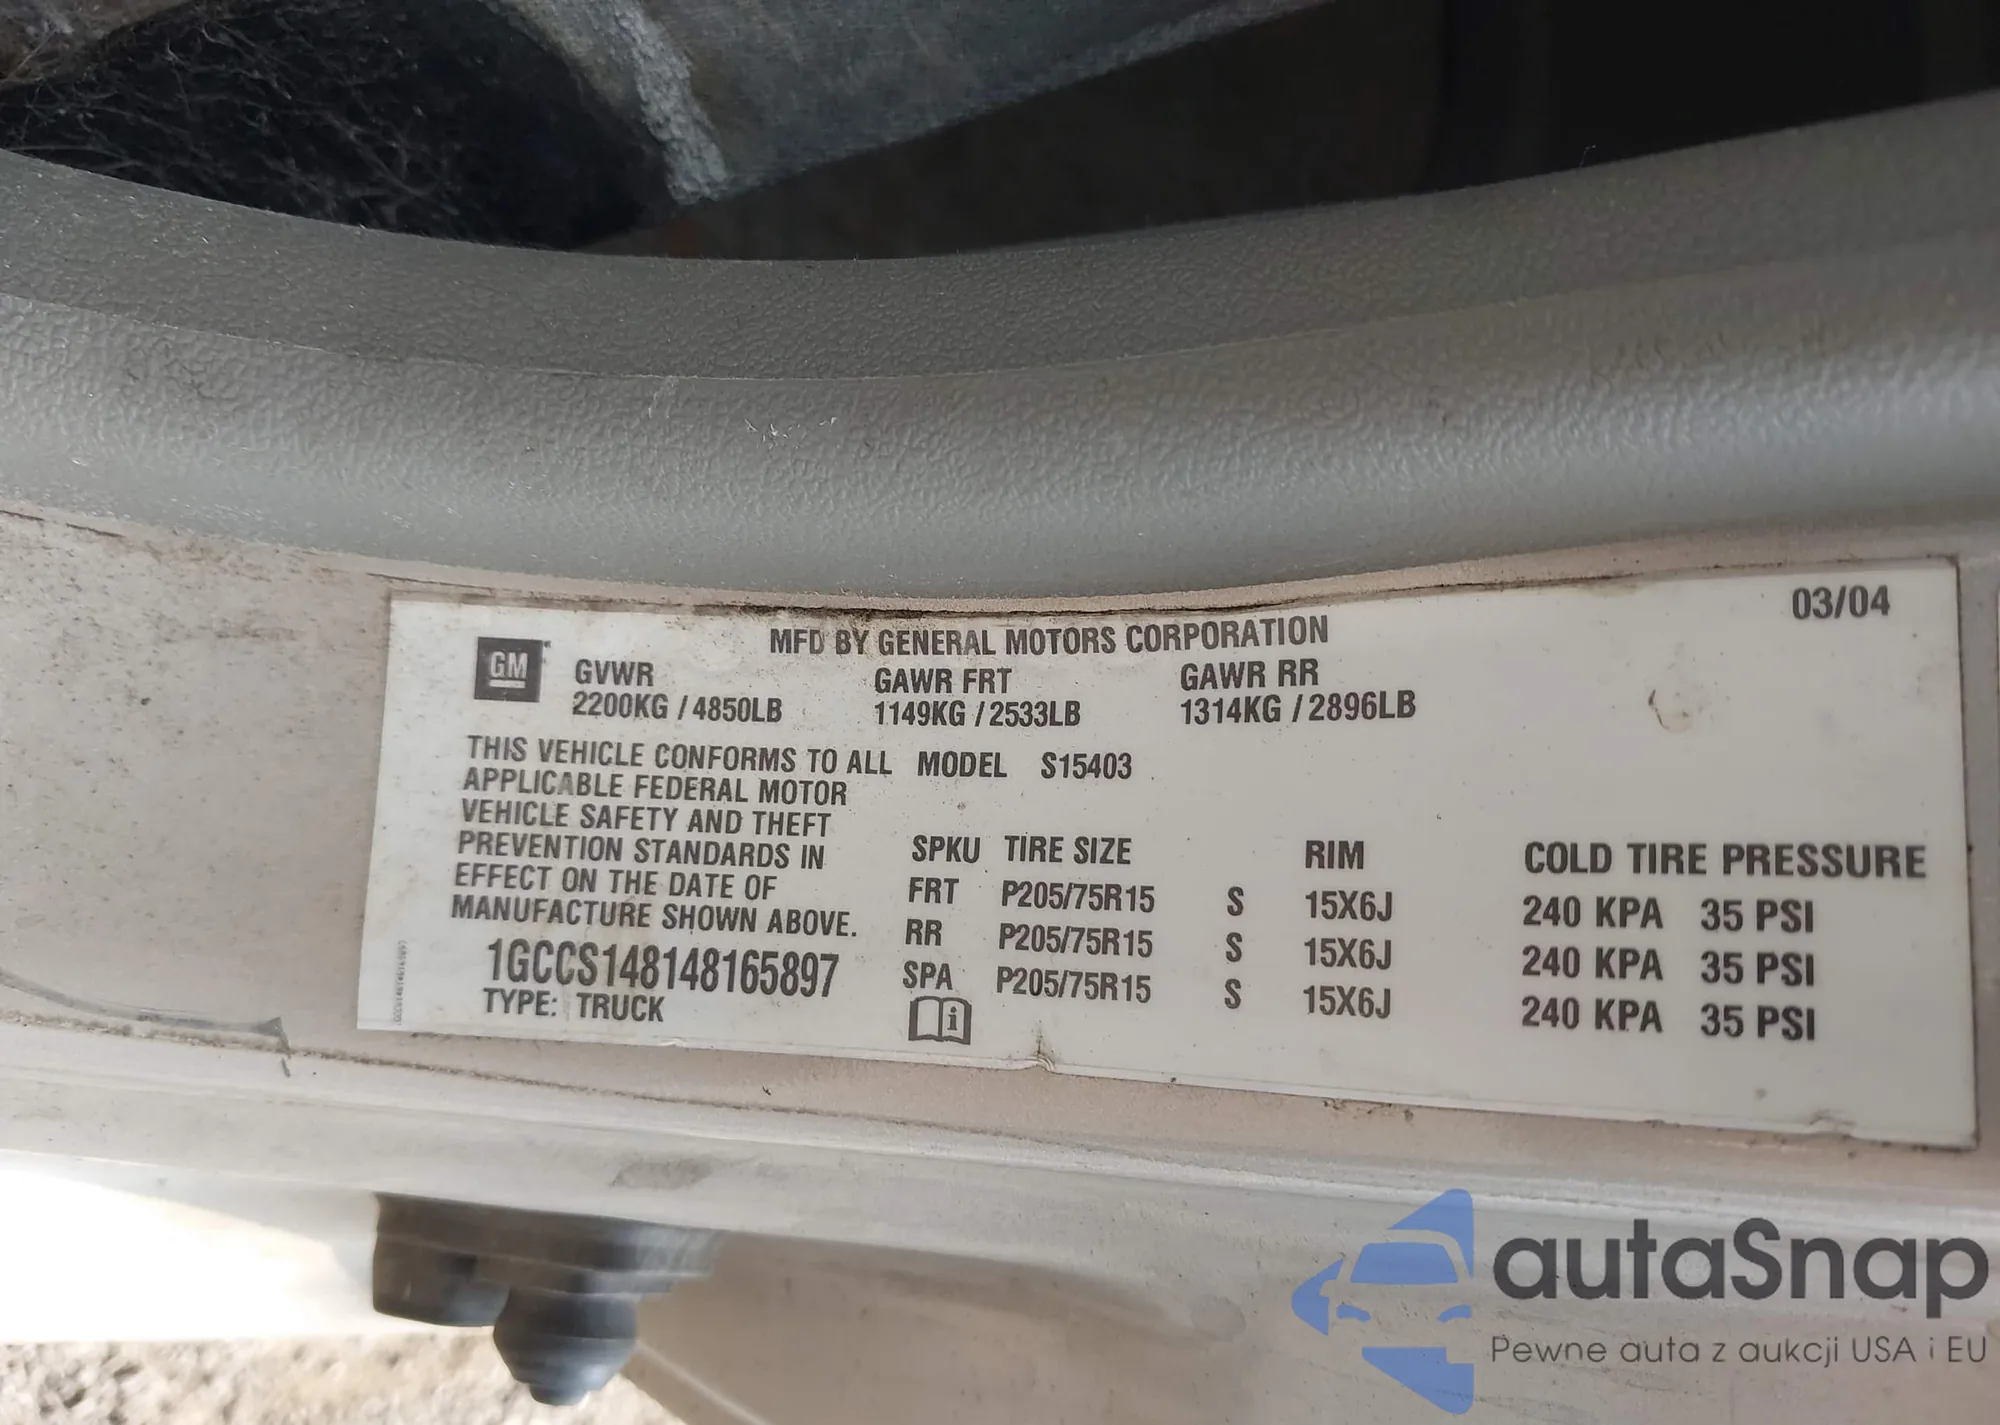 03/04
MFD BY GENERAL MOTORS CORPORATION
GM
GVWR GAWR FRT GAWR RR
2200KG / 4850LB 1149KG / 2533LB 1314KG / 2896LB
THIS VEHICLE CONFORMS TO ALL MODEL S15403
APPLICABLE FEDERAL MOTOR
VEHICLE SAFETY AND THEFT
PREVENTION STANDARDS IN
EFFECT ON THE DATE OF
MANUFACTURE SHOWN ABOVE.
1GCCS148148165897
TYPE: TRUCK
SPKU TIRE SIZE RIM COLD TIRE PRESSURE
FRT P205/75R15 S 15X6J 240 KPA 35 PSI
RR P205/75R15 S 15X6J 240 KPA 35 PSI
SPA P205/75R15 S 15X6J 240 KPA 35 PSI
i
autaSnap
Pewne auta z aukcji USA i EU